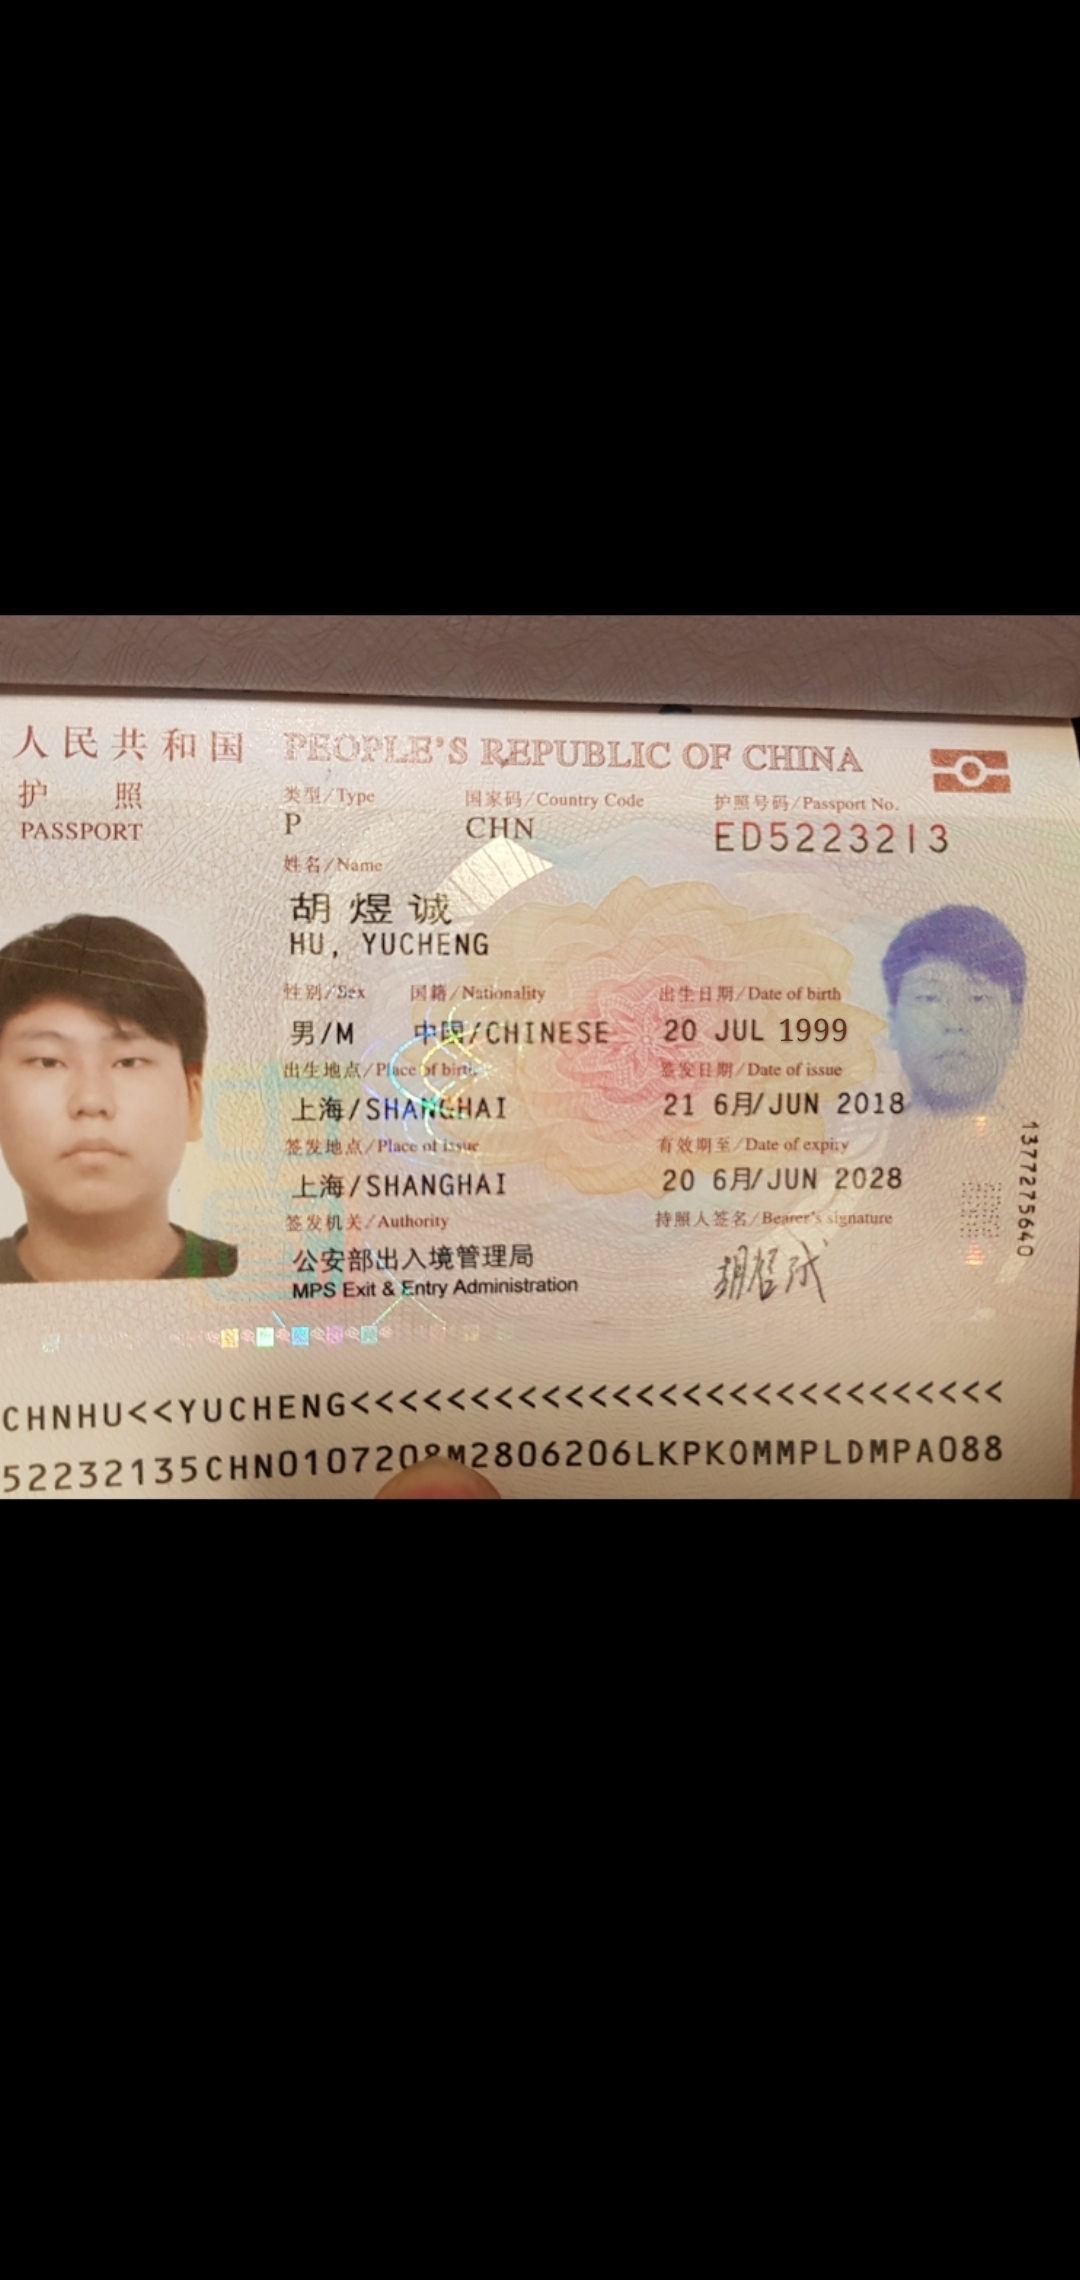 人民共和国 PEOPLE'S REPUBLIC OF CHINA
护 照
PASSPORT
类型/Type 国家码/Country Code 护照号码/Passport No.
P CHN ED5223213
姓名/Name
胡 煜 诚
HU, YUCHENG
性别/Sex 国籍/Nationality 出生日期/Date of birth
男/M 中国/CHINESE 20 JUL 1999
出生地点/Place of birth 签发日期/Date of issue
上海/SHANGHAI 21 6月/JUN 2018
签发地点/Place of issue 有效期至/Date of expiry
上海/SHANGHAI 20 6月/JUN 2028
签发机关/Authority 持照人签名/Bearer's signature
公安部出入境管理局 胡煜诚
MPS Exit & Entry Administration
1377275640
CHNHU<<YUCHENG<<<<<<<<<<<<<<<<<<<<<<<<<<<<
52232135CHN0107208M2806206LKPKOMMPLDMPA088